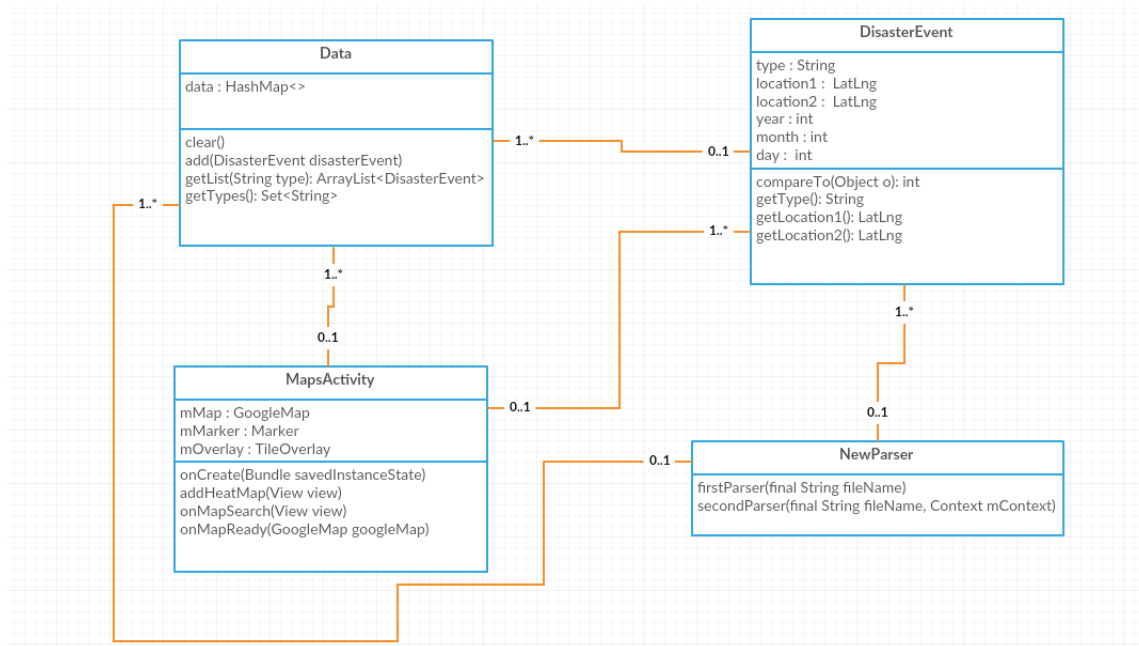 Data
data : HashMap<>
clear()
add(DisasterEvent disasterEvent)
getList(String type): ArrayList<DisasterEvent>
getTypes(): Set<String>
DisasterEvent
type : String
location1 :  LatLng
location2 :  LatLng
year : int
month : int
day :  int
compareTo(Object o): int
getType(): String
getLocation1(): LatLng
getLocation2(): LatLng
1..*
0..1
1..*
1..*
1..*
0..1
1..*
0..1
0..1
0..1
MapsActivity
mMap : GoogleMap
mMarker : Marker
mOverlay : TileOverlay
onCreate(Bundle savedInstanceState)
addHeatMap(View view)
onMapSearch(View view)
onMapReady(GoogleMap googleMap)
NewParser
firstParser(final String fileName)
secondParser(final String fileName, Context mContext)